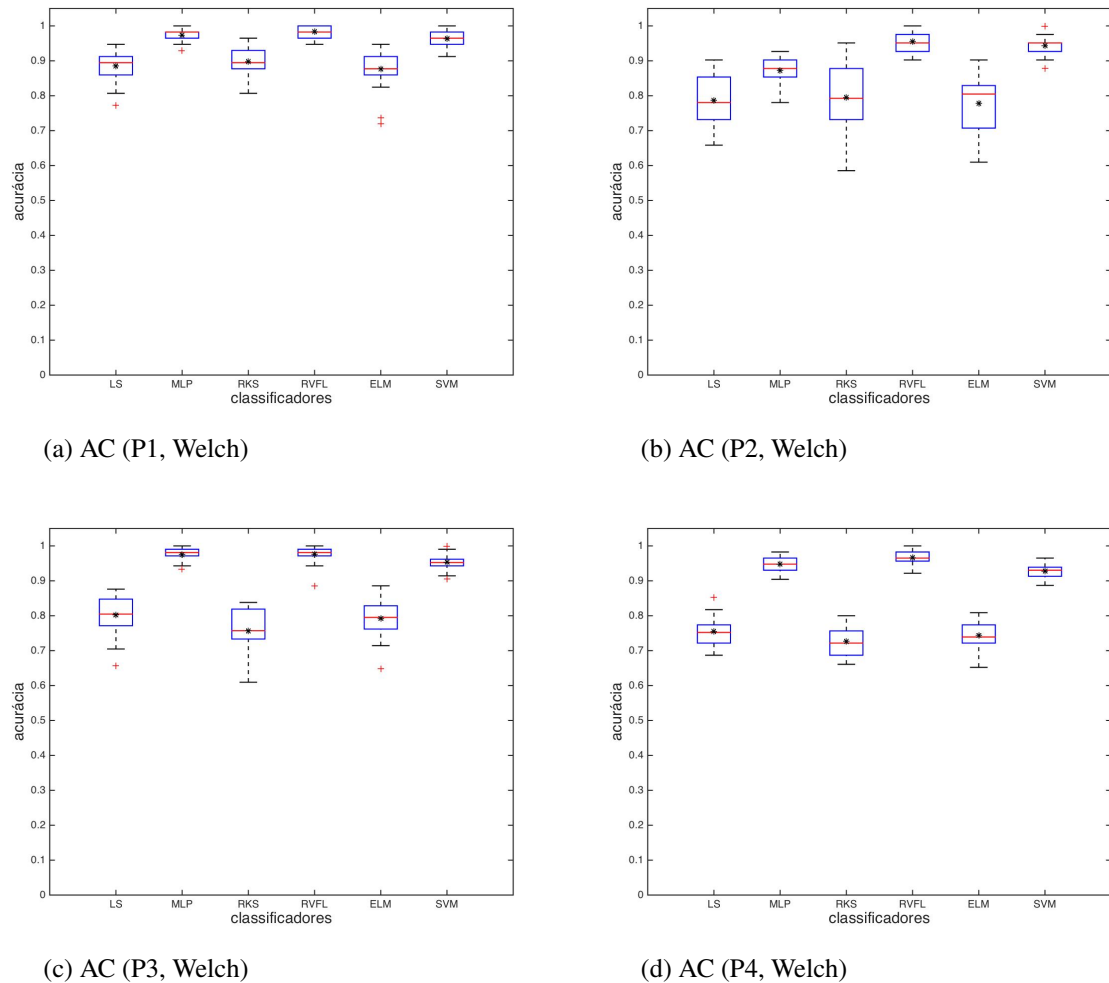 1
0.9
0.8
0.7
0.6
0.5
0.4
0.3
0.2
0.1
0
acurácia
LS MLP RKS RVFL ELM SVM
classificadores
(a) AC (P1, Welch)
1
0.9
0.8
0.7
0.6
0.5
0.4
0.3
0.2
0.1
0
acurácia
LS MLP RKS RVFL ELM SVM
classificadores
(b) AC (P2, Welch)
1
0.9
0.8
0.7
0.6
0.5
0.4
0.3
0.2
0.1
0
acurácia
LS MLP RKS RVFL ELM SVM
classificadores
(c) AC (P3, Welch)
1
0.9
0.8
0.7
0.6
0.5
0.4
0.3
0.2
0.1
0
acurácia
LS MLP RKS RVFL ELM SVM
classificadores
(d) AC (P4, Welch)